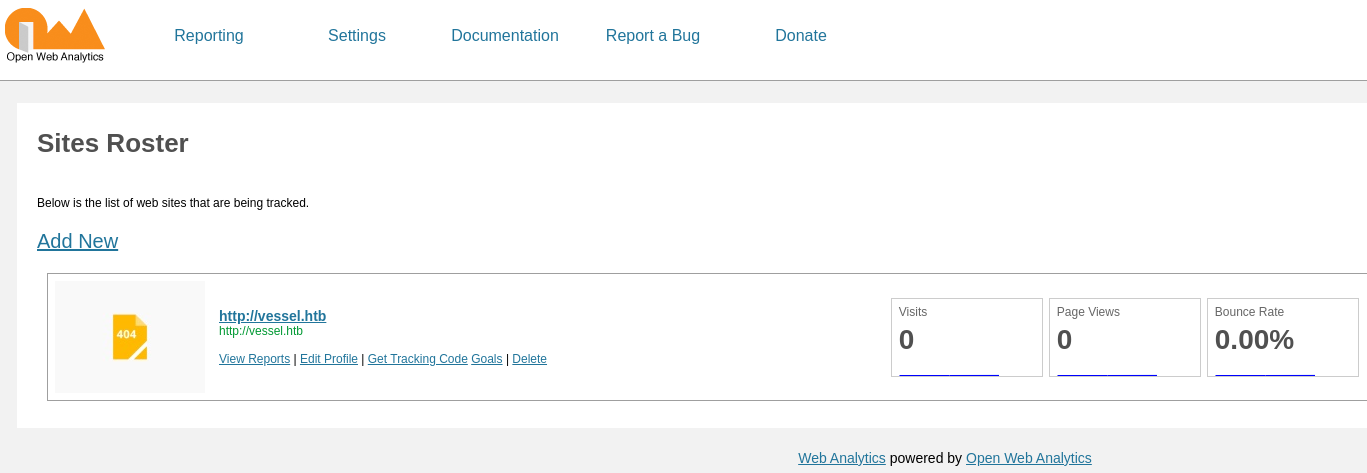 Open Web Analytics
Reporting Settings Documentation Report a Bug Donate
Sites Roster
Below is the list of web sites that are being tracked.
Add New
404
http://vessel.htb
http://vessel.htb
View Reports | Edit Profile | Get Tracking Code Goals | Delete
Visits
0
Page Views
0
Bounce Rate
0.00%
Web Analytics powered by Open Web Analytics